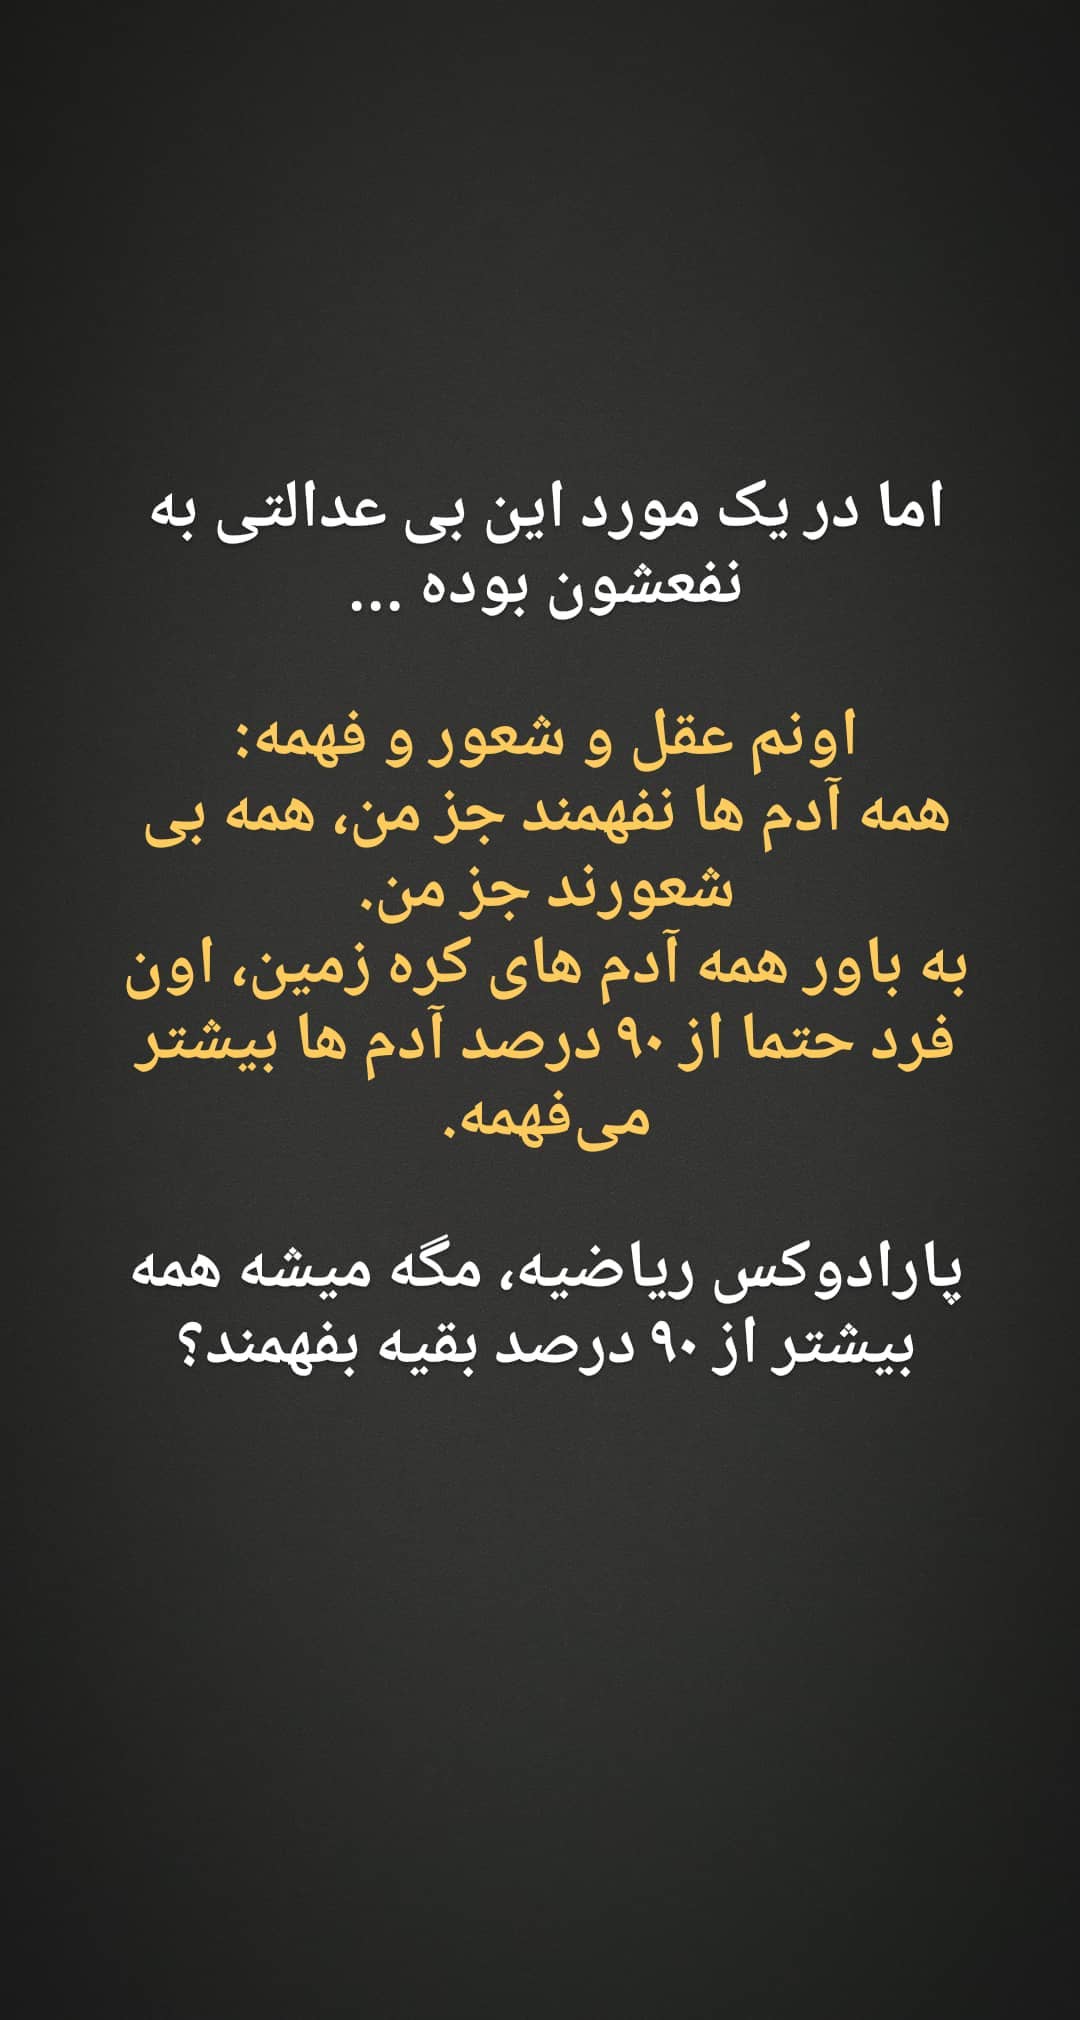 اما در یک مورد این بی عدالتی به
نفعشون بوده ...
اونم عقل و شعور و فهمه:
همه آدم ها نفهمند جز من، همه بی
شعورند جز من.
به باور همه آدم های کره زمین، اون
فرد حتما از ۹۰ درصد آدم ها بیشتر
می‌فهمه.
پارادوکس ریاضیه، مگه میشه همه
بیشتر از ۹۰ درصد بقیه بفهمند؟